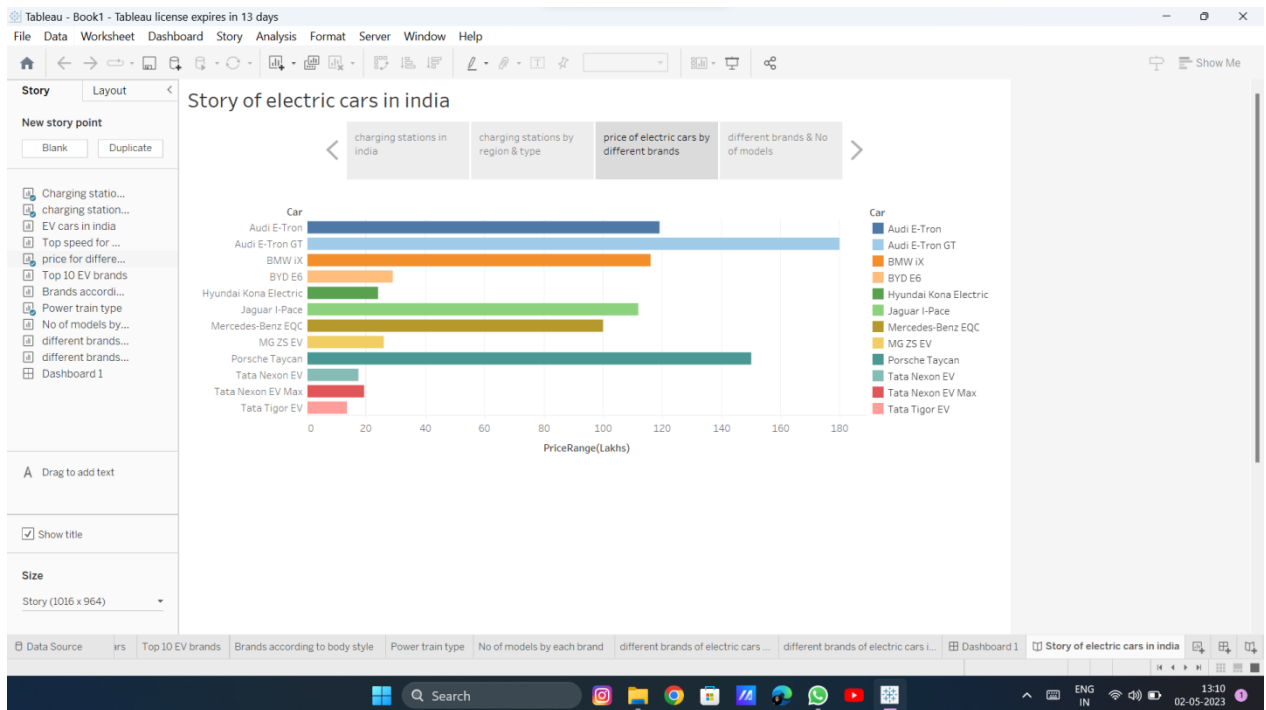 Tableau - Book1 - Tableau license expires in 13 days
File Data Worksheet Dashboard Story Analysis Format Server Window Help
Show Me
Story Layout
New story point
Blank Duplicate
Charging statio...
charging station...
EV cars in india
Top speed for ...
price for differe...
Top 10 EV brands
Brands accordi...
Power train type
No of models by...
different brands...
different brands...
Dashboard 1
A Drag to add text
Show title
Size
Story (1016 x 964)
Story of electric cars in india
charging stations in
india
charging stations by
region & type
price of electric cars by
different brands
different brands & No
of models
Car
Audi E-Tron
Audi E-Tron GT
BMW iX
BYD E6
Hyundai Kona Electric
Jaguar I-Pace
Mercedes-Benz EQC
MG ZS EV
Porsche Taycan
Tata Nexon EV
Tata Nexon EV Max
Tata Tigor EV
0 20 40 60 80 100 120 140 160 180
PriceRange(Lakhs)
Car
Audi E-Tron
Audi E-Tron GT
BMW iX
BYD E6
Hyundai Kona Electric
Jaguar I-Pace
Mercedes-Benz EQC
MG ZS EV
Porsche Taycan
Tata Nexon EV
Tata Nexon EV Max
Tata Tigor EV
Data Source ars Top 10 EV brands Brands according to body style Power train type No of models by each brand different brands of electric cars ... different brands of electric cars i... Dashboard 1 Story of electric cars in india
Search
ENG
IN
13:10
02-05-2023
1